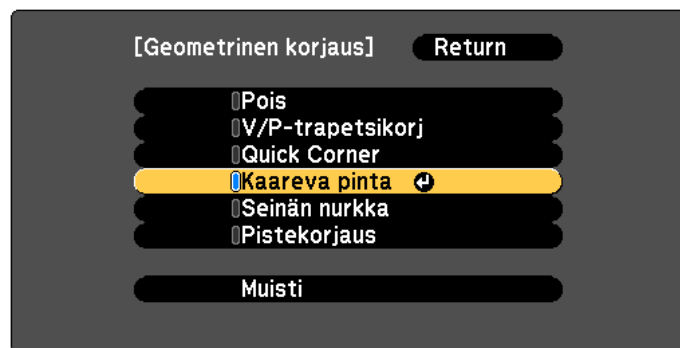 [Geometrinen korjaus] Return
Pois
V/P-trapetsikorj
Quick Corner
Kaareva pinta
Seinän nurkka
Pistekorjaus
Muisti